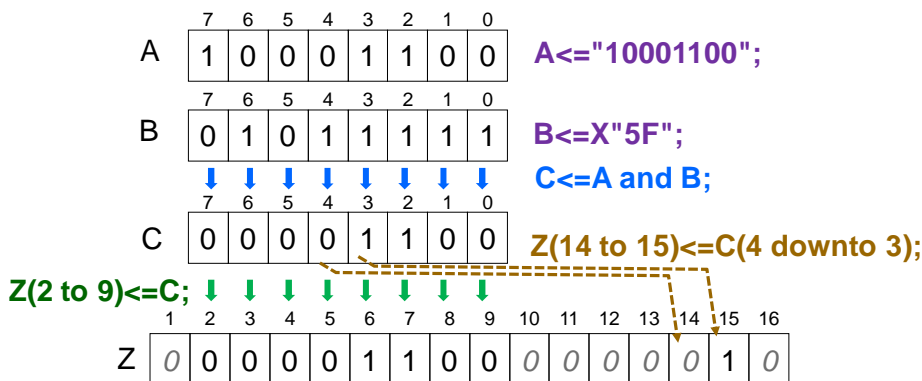 7 6 5 4 3 2 1 0
A 1 0 0 0 1 1 0 0 A<="10001100";
7 6 5 4 3 2 1 0
B 0 1 0 1 1 1 1 1 B<=X"5F";
C<=A and B;
7 6 5 4 3 2 1 0
C 0 0 0 0 1 1 0 0 Z(14 to 15)<=C(4 downto 3);
Z(2 to 9)<=C;
1 2 3 4 5 6 7 8 9 10 11 12 13 14 15 16
Z 0 0 0 0 0 1 1 0 0 0 0 0 0 0 1 0